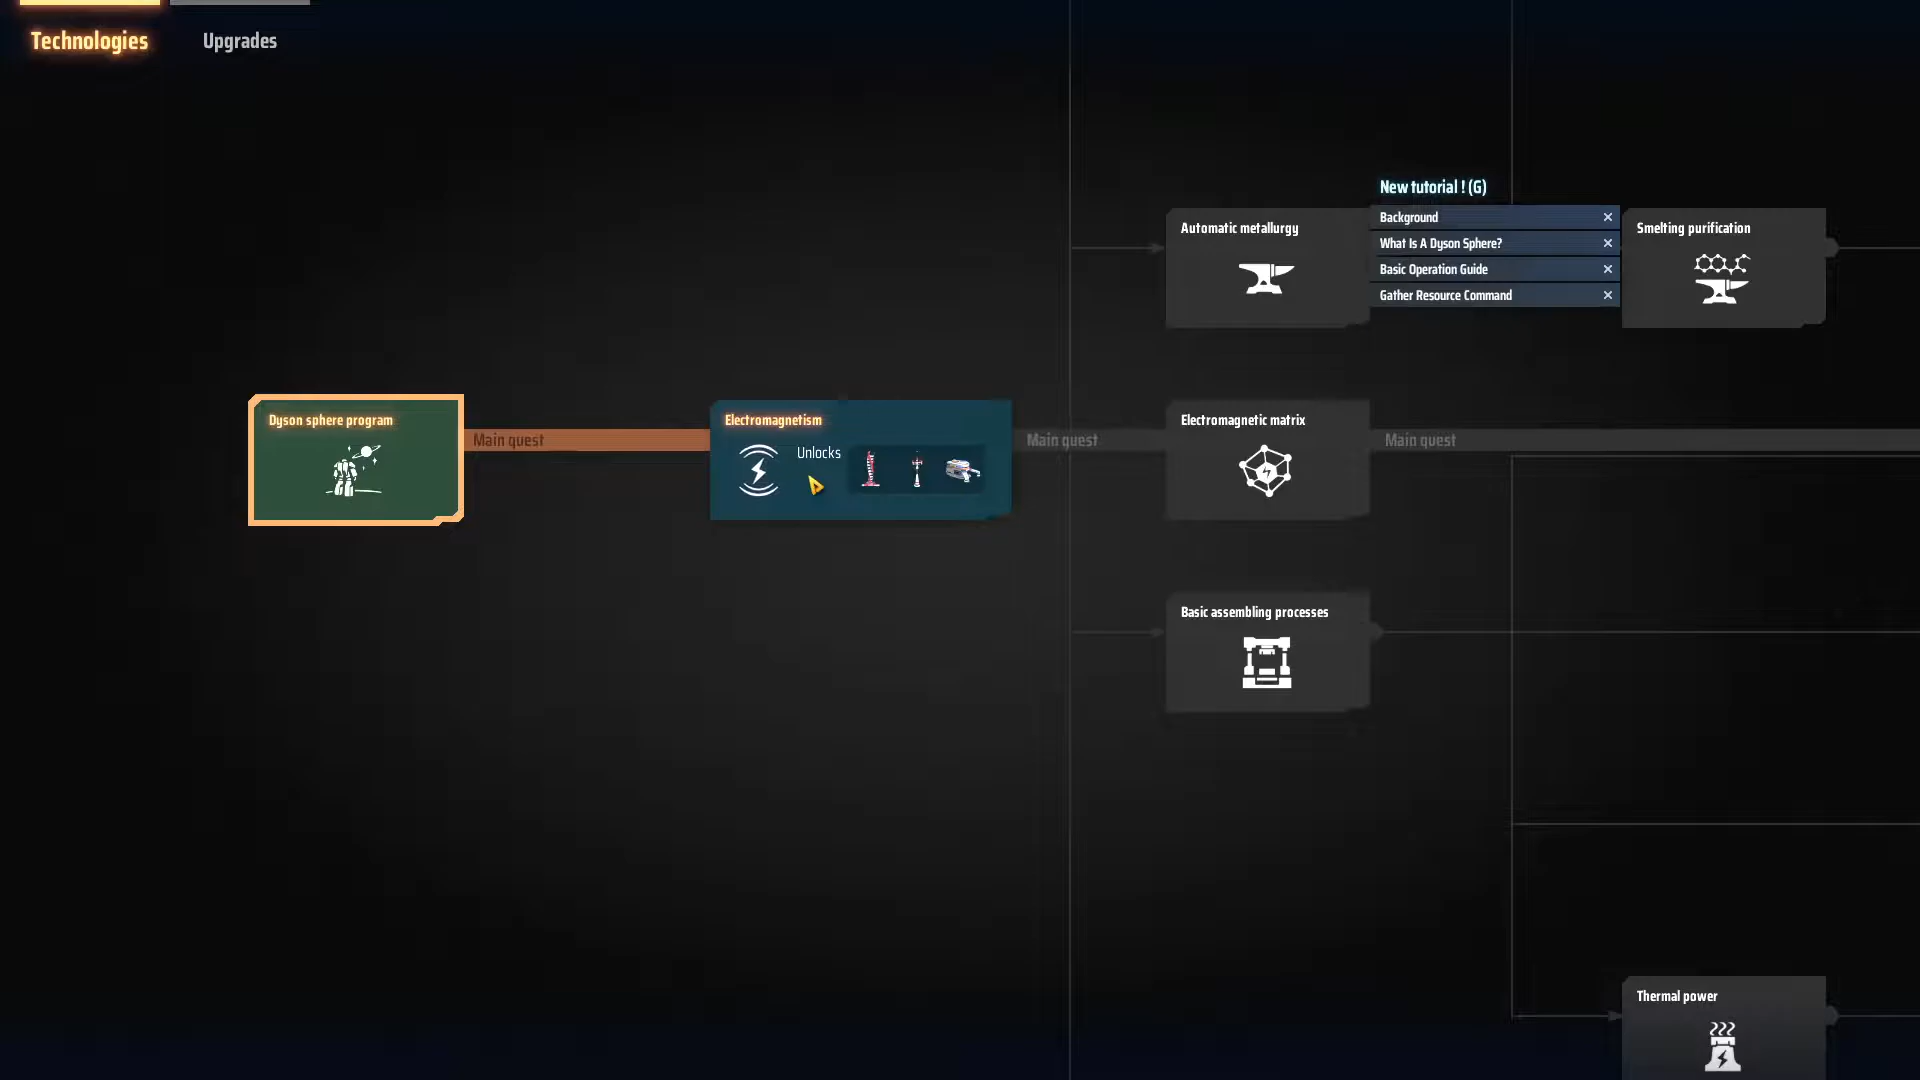 Technologies
Upgrades
New tutorial ! (G)
Background
What Is A Dyson Sphere?
Basic Operation Guide
Gather Resource Command
Automatic metallurgy
Smelting purification
Dyson sphere program
Main quest
Electromagnetism
Unlocks
Main quest
Electromagnetic matrix
Main quest
Basic assembling processes
Thermal power